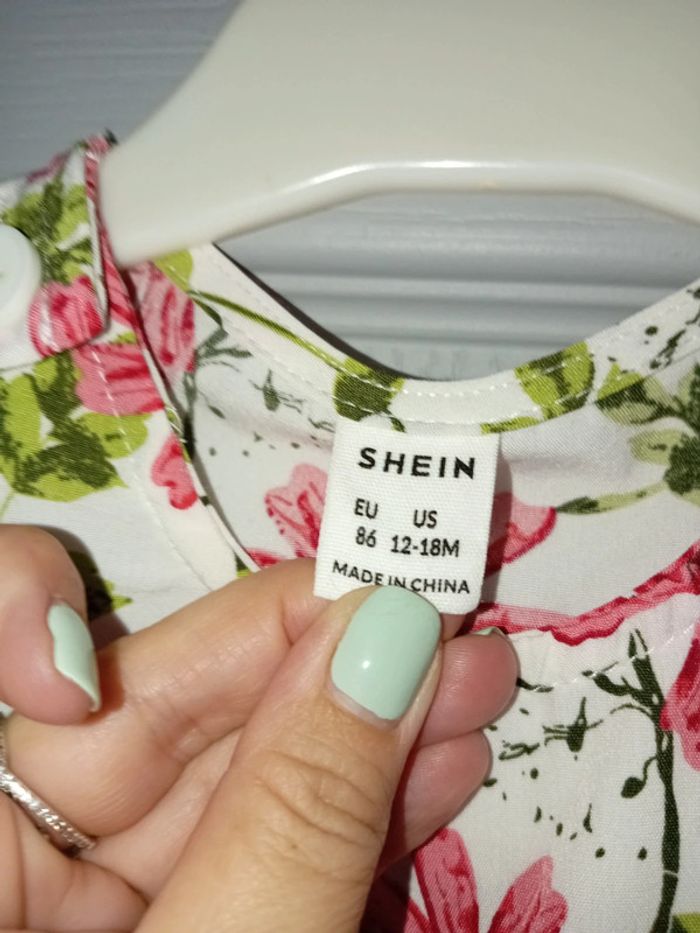 SHEIN
EU US
86 12-18M
MADE IN CHINA